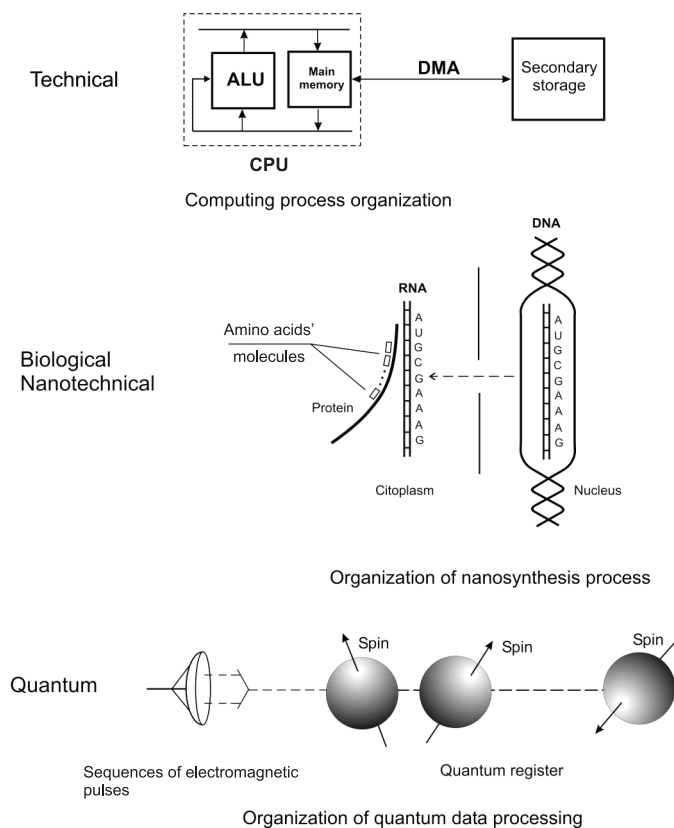 Technical
ALU
Main
memory
DMA
Secondary
storage
CPU
Computing process organization
DNA
RNA
Amino acids'
molecules
Biological
Nanotechnical
Protein
A
U
G
C
G
A
A
A
G
A
U
G
C
G
A
A
A
G
Citoplasm
Nucleus
Organization of nanosynthesis process
Spin
Spin
Spin
Quantum
Sequences of electromagnetic
pulses
Quantum register
Organization of quantum data processing